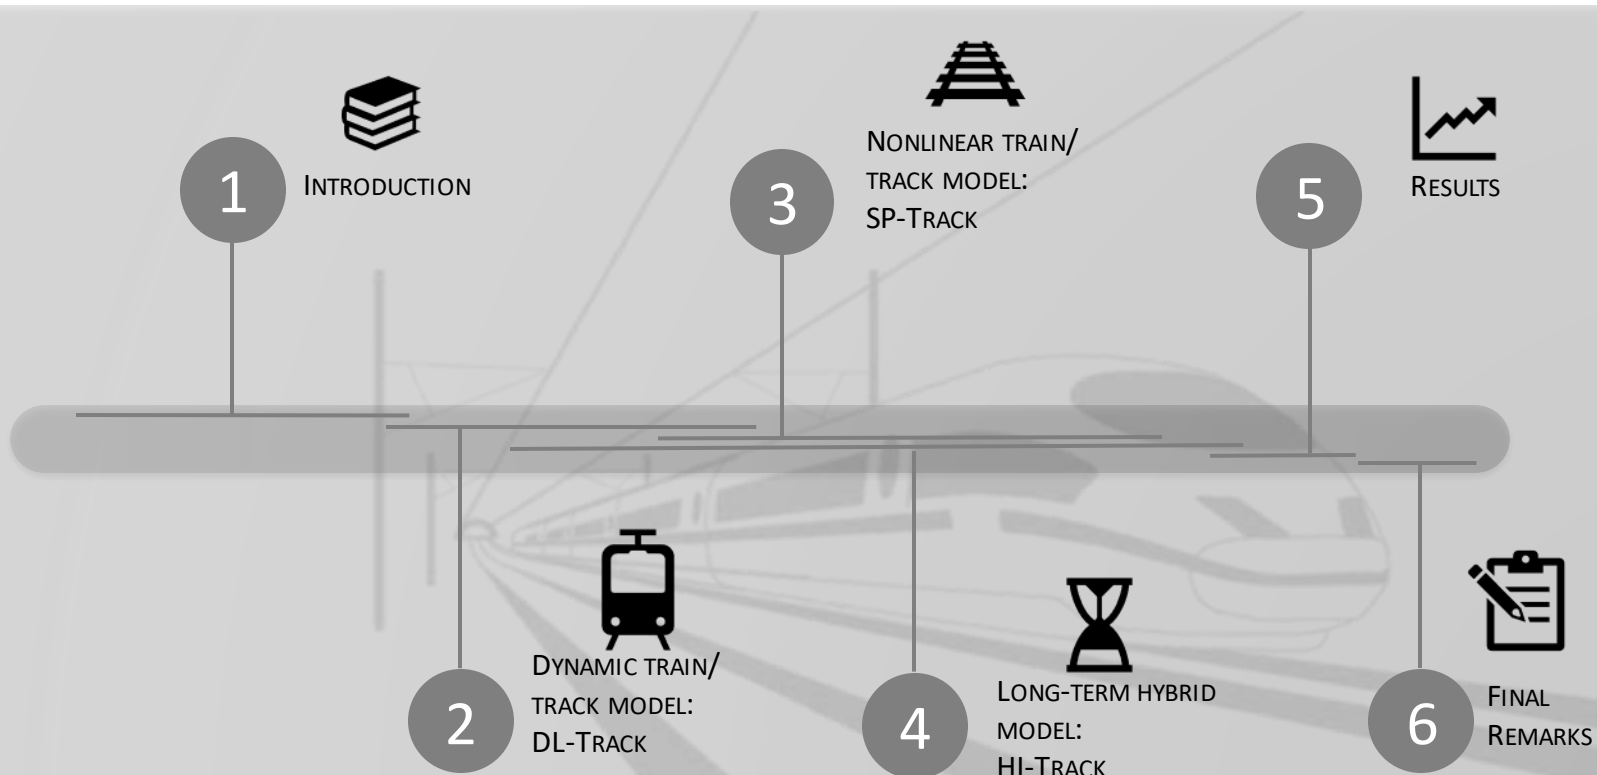 1
INTRODUCTION
2
DYNAMIC TRAIN/
TRACK MODEL:
DL-TRACK
3
NONLINEAR TRAIN/
TRACK MODEL:
SP-TRACK
4
LONG-TERM HYBRID
MODEL:
HI-TRACK
5
RESULTS
6
FINAL
REMARKS